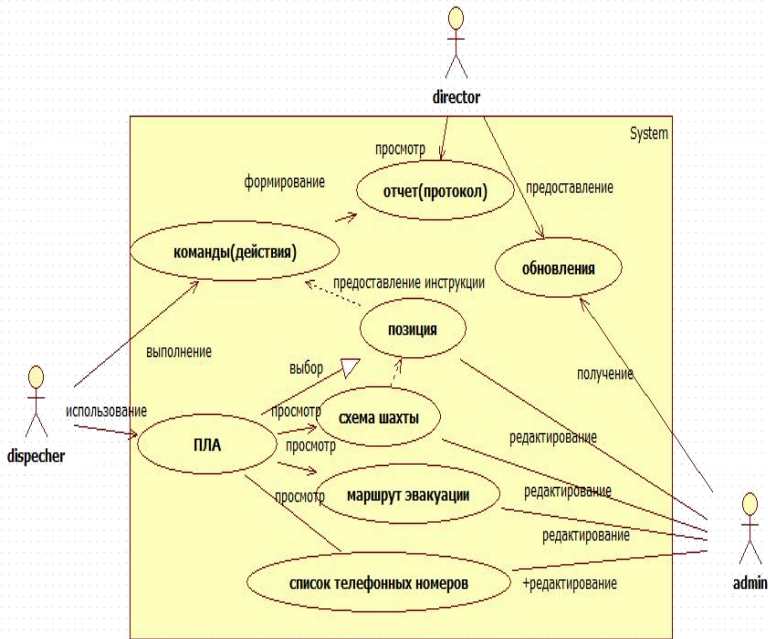 director
System
просмотр
формирование
отчет(протокол)
предоставление
команды(действия)
обновления
предоставление инструкции
позиция
выполнение
выбор
получение
использование
просмотр
схема шахты
dispecher
ПЛА
просмотр
редактирование
просмотр
маршрут эвакуации
редактирование
редактирование
список телефонных номеров
+редактирование
admin